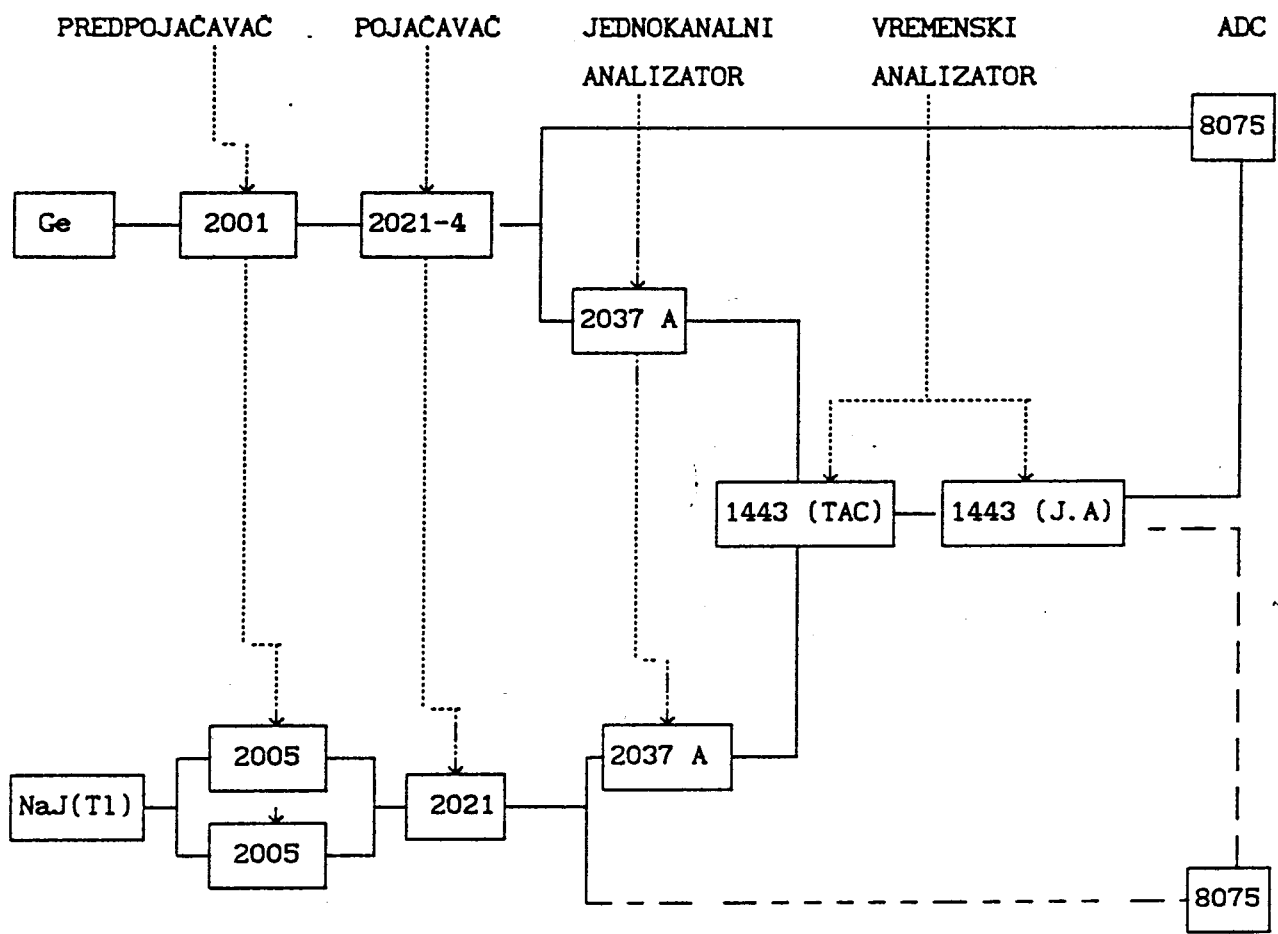 PREDPOJAČAVAČ POJAČAVAČ JEDNOKANALNI VREMENSKI ADC
ANALIZATOR ANALIZATOR
8075
Ge 2001 2021-4
2037 A
1443 (TAC) 1443 (J.A)
2005 2037 A
NaJ(Tl) 2021
2005
8075